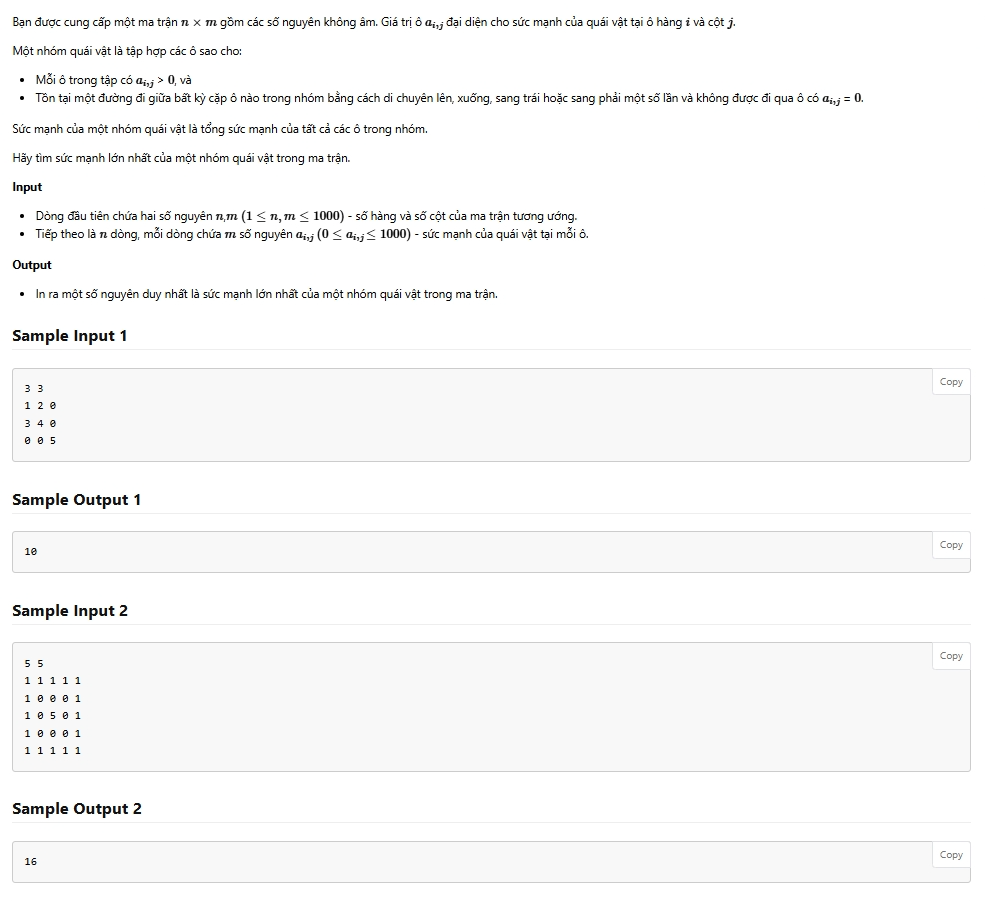 Bạn được cung cấp một ma trận n × m gồm các số nguyên không âm. Giá trị ô a_{i,j} đại diện cho sức mạnh của quái vật tại ô hàng i và cột j.
Một nhóm quái vật là tập hợp các ô sao cho:
• Mỗi ô trong tập có a_{i,j} > 0, và
• Tồn tại một đường đi giữa bất kỳ cặp ô nào trong nhóm bằng cách di chuyển lên, xuống, sang trái hoặc sang phải một số lần và không được đi qua ô có a_{i,j} = 0.
Sức mạnh của một nhóm quái vật là tổng sức mạnh của tất cả các ô trong nhóm.
Hãy tìm sức mạnh lớn nhất của một nhóm quái vật trong ma trận.
Input
• Dòng đầu tiên chứa hai số nguyên n,m (1 ≤ n, m ≤ 1000) - số hàng và số cột của ma trận tương ướng.
• Tiếp theo là n dòng, mỗi dòng chứa m số nguyên a_{i,j} (0 ≤ a_{i,j} ≤ 1000) - sức mạnh của quái vật tại mỗi ô.
Output
• In ra một số nguyên duy nhất là sức mạnh lớn nhất của một nhóm quái vật trong ma trận.
Sample Input 1
Copy
3 3
1 2 0
3 4 0
0 0 5
Sample Output 1
Copy
10
Sample Input 2
Copy
5 5
1 1 1 1 1
1 0 0 0 1
1 0 5 0 1
1 0 0 0 1
1 1 1 1 1
Sample Output 2
Copy
16